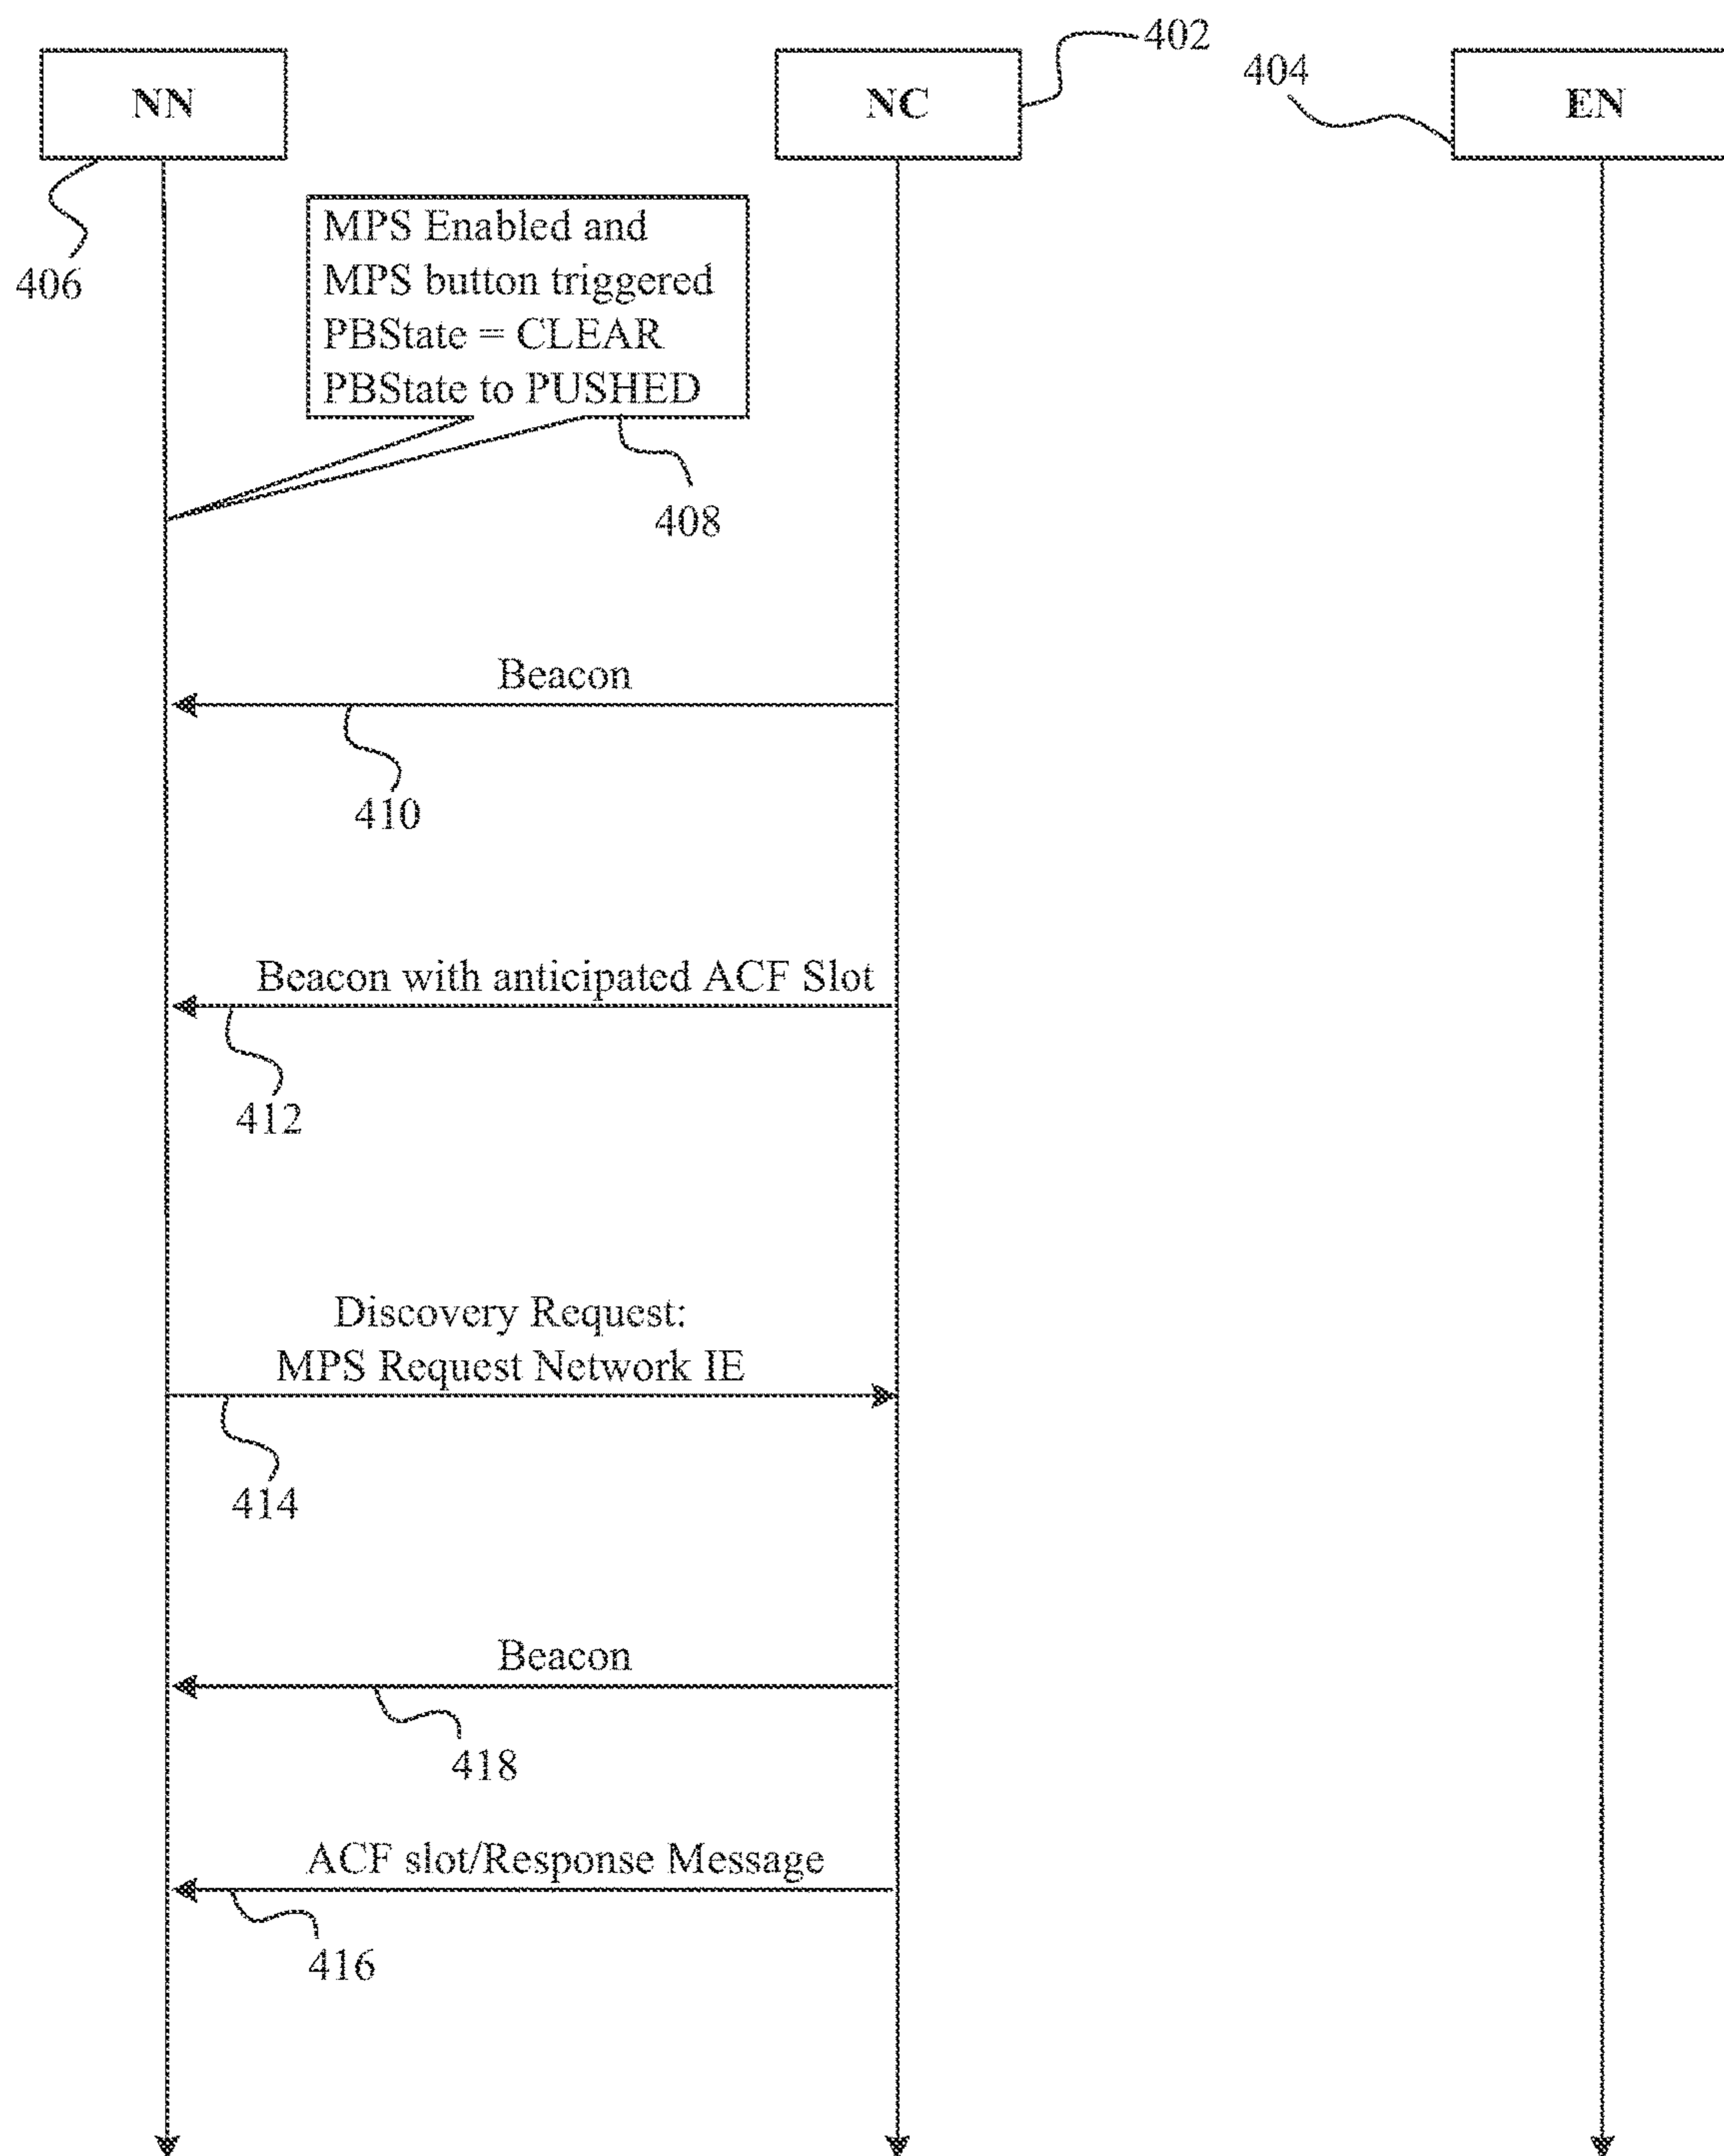 402
404
NN
NC
EN
406
MPS Enabled and
MPS button triggered
PBState = CLEAR
PBState to PUSHED
408
Beacon
410
Beacon with anticipated ACF Slot
412
Discovery Request:
MPS Request Network IE
414
Beacon
418
ACF slot/Response Message
416